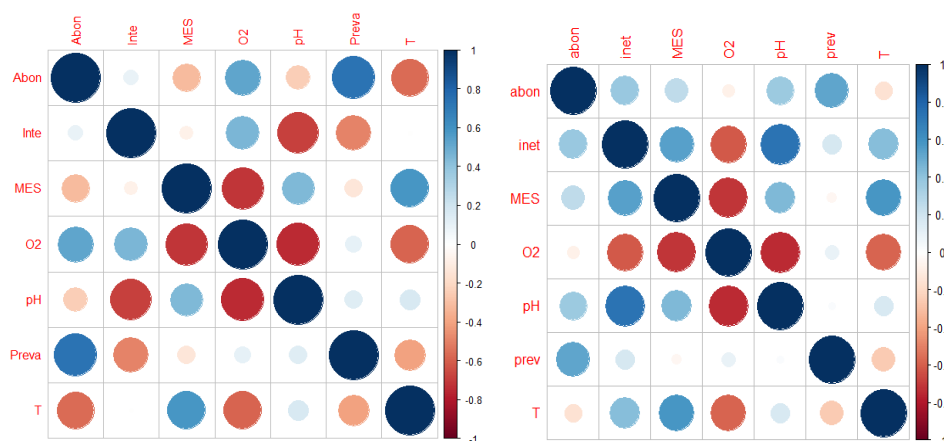 Abon Inte MES O2 pH Preva T
Abon
Inte
MES
O2
pH
Preva
T
1
0.8
0.6
0.4
0.2
0
-0.2
-0.4
-0.6
-0.8
-1
abon inet MES O2 pH prev T
abon
inet
MES
O2
pH
prev
T